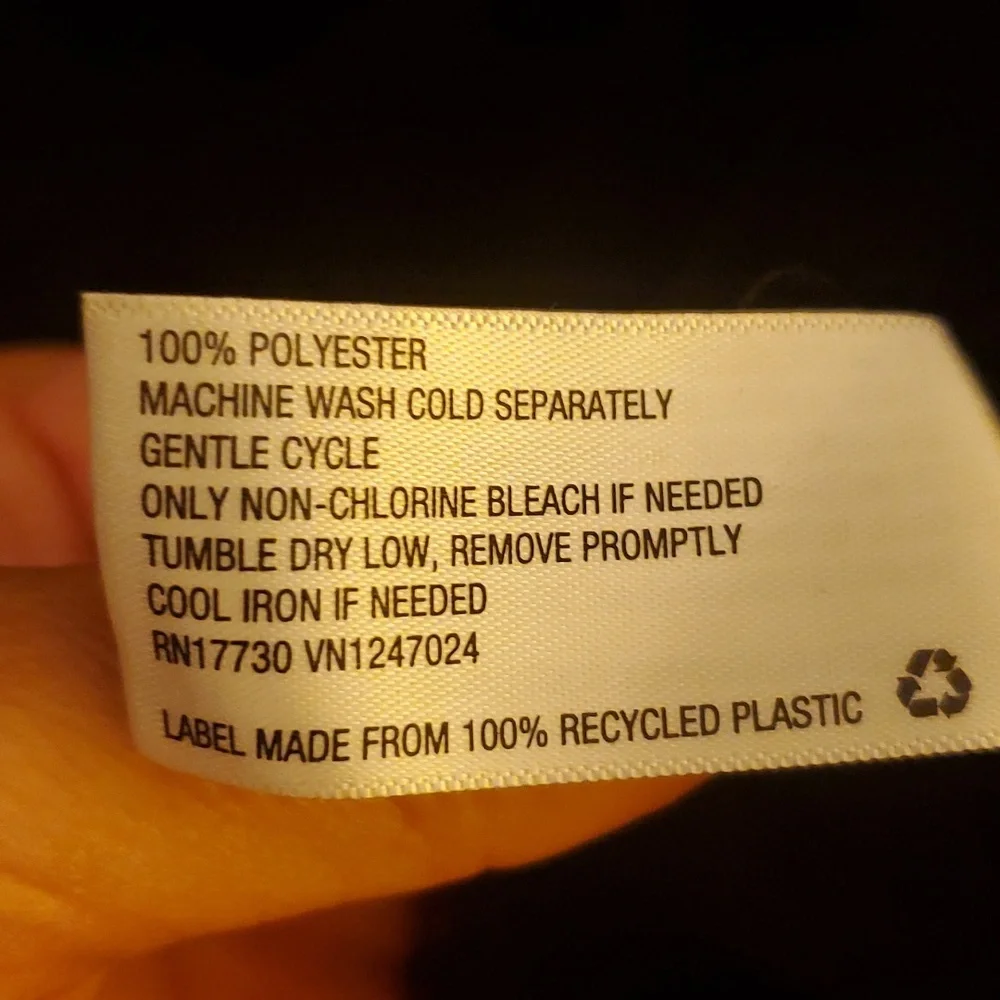 100% POLYESTER
MACHINE WASH COLD SEPARATELY
GENTLE CYCLE
ONLY NON-CHLORINE BLEACH IF NEEDED
TUMBLE DRY LOW, REMOVE PROMPTLY
COOL IRON IF NEEDED
RN17730 VN1247024
LABEL MADE FROM 100% RECYCLED PLASTIC